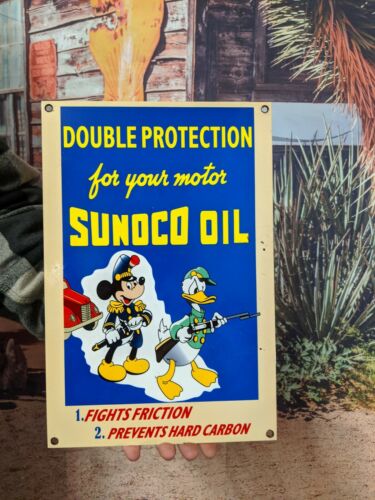 DOUBLE PROTECTION
for your motor
SUNOCO OIL
1. FIGHTS FRICTION
2. PREVENTS HARD CARBON